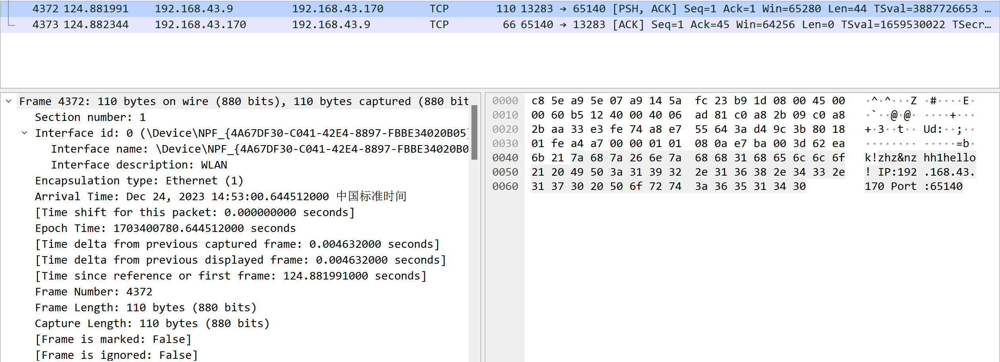 4372 124.881991 192.168.43.9 192.168.43.170 TCP 110 13283 → 65140 [PSH, ACK] Seq=1 Ack=1 Win=65280 Len=44 TSval=3887726653 …
4373 124.882344 192.168.43.170 192.168.43.9 TCP 66 65140 → 13283 [ACK] Seq=1 Ack=45 Win=64256 Len=0 TSval=1659530022 TSecr…
Frame 4372: 110 bytes on wire (880 bits), 110 bytes captured (880 bit
Section number: 1
Interface id: 0 (\Device\NPF_{4A67DF30-C041-42E4-8897-FBBE34020B05}
Interface name: \Device\NPF_{4A67DF30-C041-42E4-8897-FBBE34020B0
Interface description: WLAN
Encapsulation type: Ethernet (1)
Arrival Time: Dec 24, 2023 14:53:00.644512000 中国标准时间
[Time shift for this packet: 0.000000000 seconds]
Epoch Time: 1703400780.644512000 seconds
[Time delta from previous captured frame: 0.004632000 seconds]
[Time delta from previous displayed frame: 0.004632000 seconds]
[Time since reference or first frame: 124.881991000 seconds]
Frame Number: 4372
Frame Length: 110 bytes (880 bits)
Capture Length: 110 bytes (880 bits)
[Frame is marked: False]
[Frame is ignored: False]
0000 c8 5e a9 5e 07 a9 14 5a fc 23 b9 1d 08 00 45 00 ·^·^···Z ·#····E·
0010 00 60 b5 12 40 00 40 06 ad 81 c0 a8 2b 09 c0 a8 ·`··@·@· ····+···
0020 2b aa 33 e3 fe 74 a8 e7 55 64 3a d4 9c 3b 80 18 +·3··t·· Ud:··;··
0030 01 fe a4 a7 00 00 01 01 08 0a e7 ba 00 3d 62 ea ········ ·····=b·
0040 6b 21 7a 68 7a 26 6e 7a 68 68 31 68 65 6c 6c 6f k!zhz&nz hh1hello
0050 21 20 49 50 3a 31 39 32 2e 31 36 38 2e 34 33 2e ! IP:192 .168.43.
0060 31 37 30 20 50 6f 72 74 3a 36 35 31 34 30 170 Port :65140